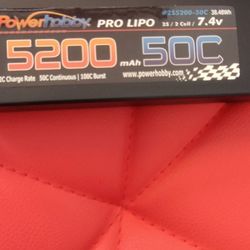 Powerhobby PRO LIPO #2S5200-50C 38.48Wh
2S / 2 Cell / 7.4v
5200 mAh 50C
2C Charge Rate 50C Continuous | 100C Burst www.powerhobby.com